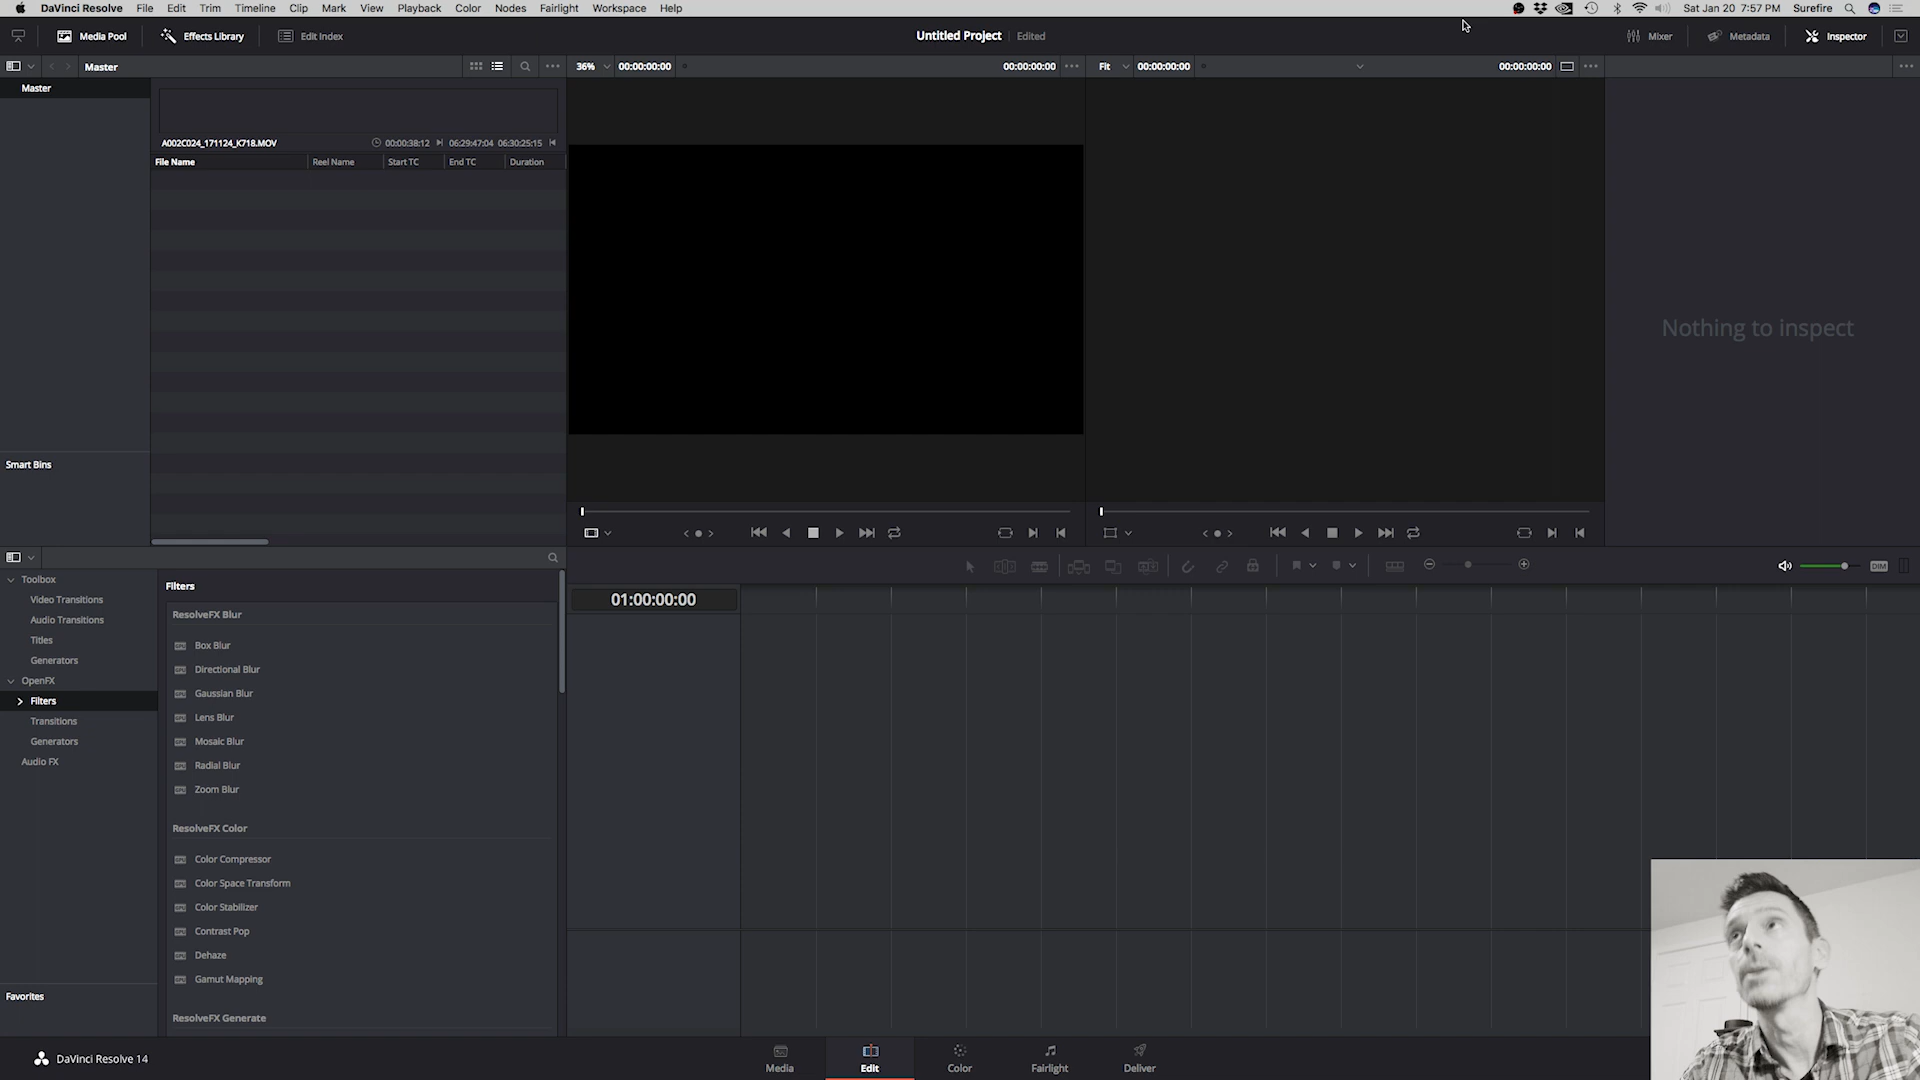 DaVinci Resolve File Edit Trim Timeline Clip Mark View Playback Color Nodes Fairlight Workspace Help Sat Jan 20 7:57 PM Surefire
Media Pool Effects Library Edit Index Untitled Project Edited Mixer Metadata Inspector
Master 36% 00:00:00:00 00:00:00:00 Fit 00:00:00:00 00:00:00:00
Master
A002C024_171124_K718.MOV 00:00:38:12 06:29:47:04 06:30:25:15
File Name Reel Name Start TC End TC Duration
Nothing to inspect
Smart Bins
Toolbox
Video Transitions
Audio Transitions
Titles
Generators
OpenFX
Filters
Transitions
Generators
Audio FX
Favorites
Filters
ResolveFX Blur
Box Blur
Directional Blur
Gaussian Blur
Lens Blur
Mosaic Blur
Radial Blur
Zoom Blur
ResolveFX Color
Color Compressor
Color Space Transform
Color Stabilizer
Contrast Pop
Dehaze
Gamut Mapping
ResolveFX Generate
DIM
01:00:00:00
DaVinci Resolve 14
Media Edit Color Fairlight Deliver